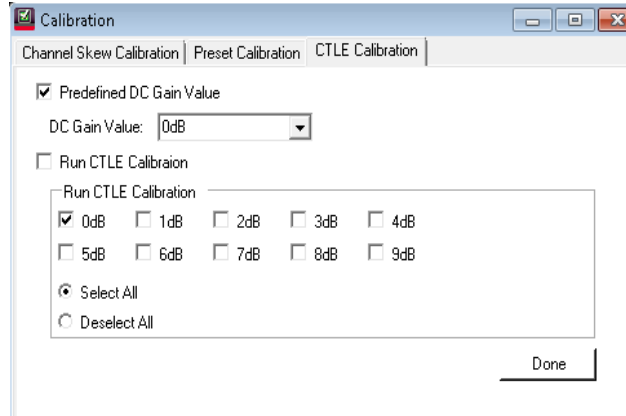 Calibration
Channel Skew Calibration Preset Calibration CTLE Calibration
Predefined DC Gain Value
DC Gain Value: 0dB
Run CTLE Calibraion
Run CTLE Calibration
0dB 1dB 2dB 3dB 4dB
5dB 6dB 7dB 8dB 9dB
Select All
Deselect All
Done